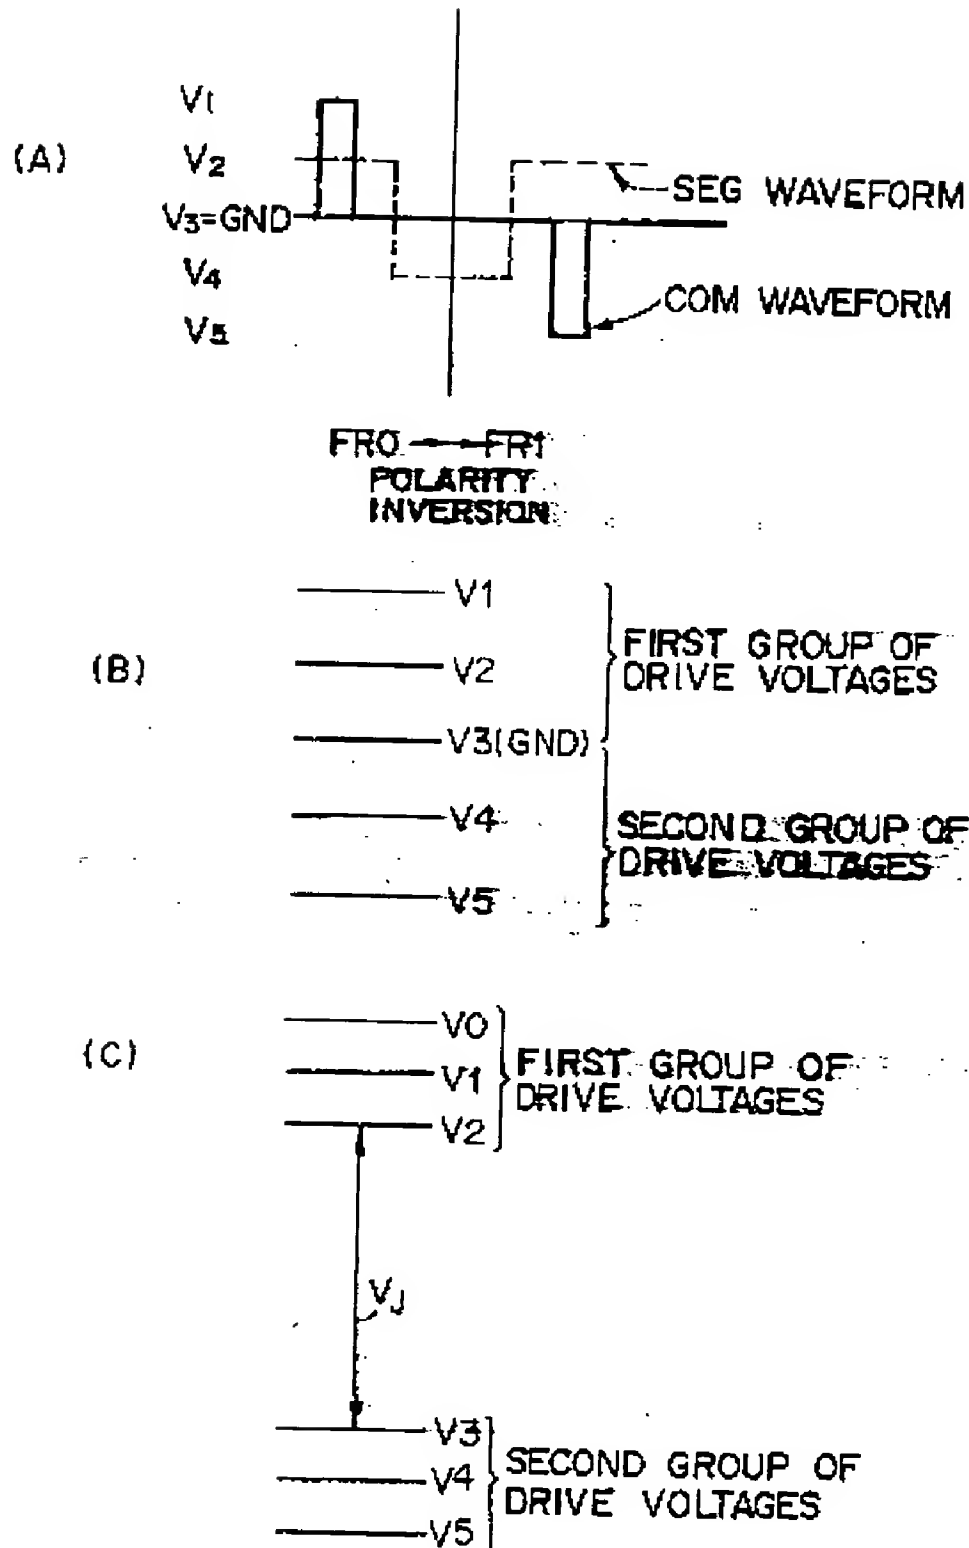 (A)
V1
V2
V3=GND
V4
V5
SEG WAVEFORM
COM WAVEFORM
FR0 FR1
POLARITY
INVERSION
(B)
V1
V2
V3(GND)
V4
V5
FIRST GROUP OF
DRIVE VOLTAGES
SECOND GROUP OF
DRIVE VOLTAGES
(C)
V0
V1
V2
FIRST GROUP OF
DRIVE VOLTAGES
VJ
V3
V4
V5
SECOND GROUP OF
DRIVE VOLTAGES